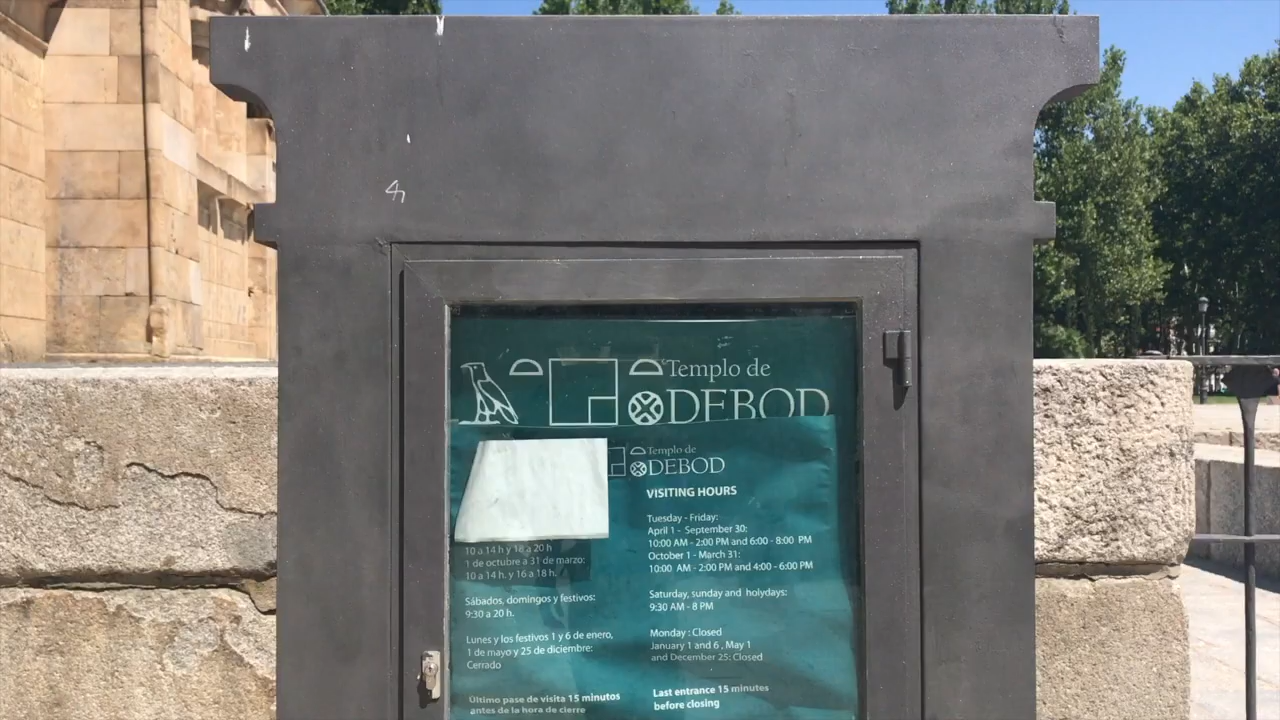 Templo de
DEBOD
Templo de
DEBOD
10 a 14 h y 18 a 20 h
1 de octubre a 31 de marzo:
10 a 14 h. y 16 a 18 h.
Sábados, domingos y festivos:
9:30 a 20 h.
Lunes y los festivos 1 y 6 de enero,
1 de mayo y 25 de diciembre:
Cerrado
Último pase de visita 15 minutos
antes de la hora de cierre
VISITING HOURS
Tuesday - Friday:
April 1 - September 30:
10:00 AM - 2:00 PM and 6:00 - 8:00 PM
October 1 - March 31:
10:00 AM - 2:00 PM and 4:00 - 6:00 PM
Saturday, sunday and holydays:
9:30 AM - 8 PM
Monday : Closed
January 1 and 6 , May 1
and December 25: Closed
Last entrance 15 minutes
before closing